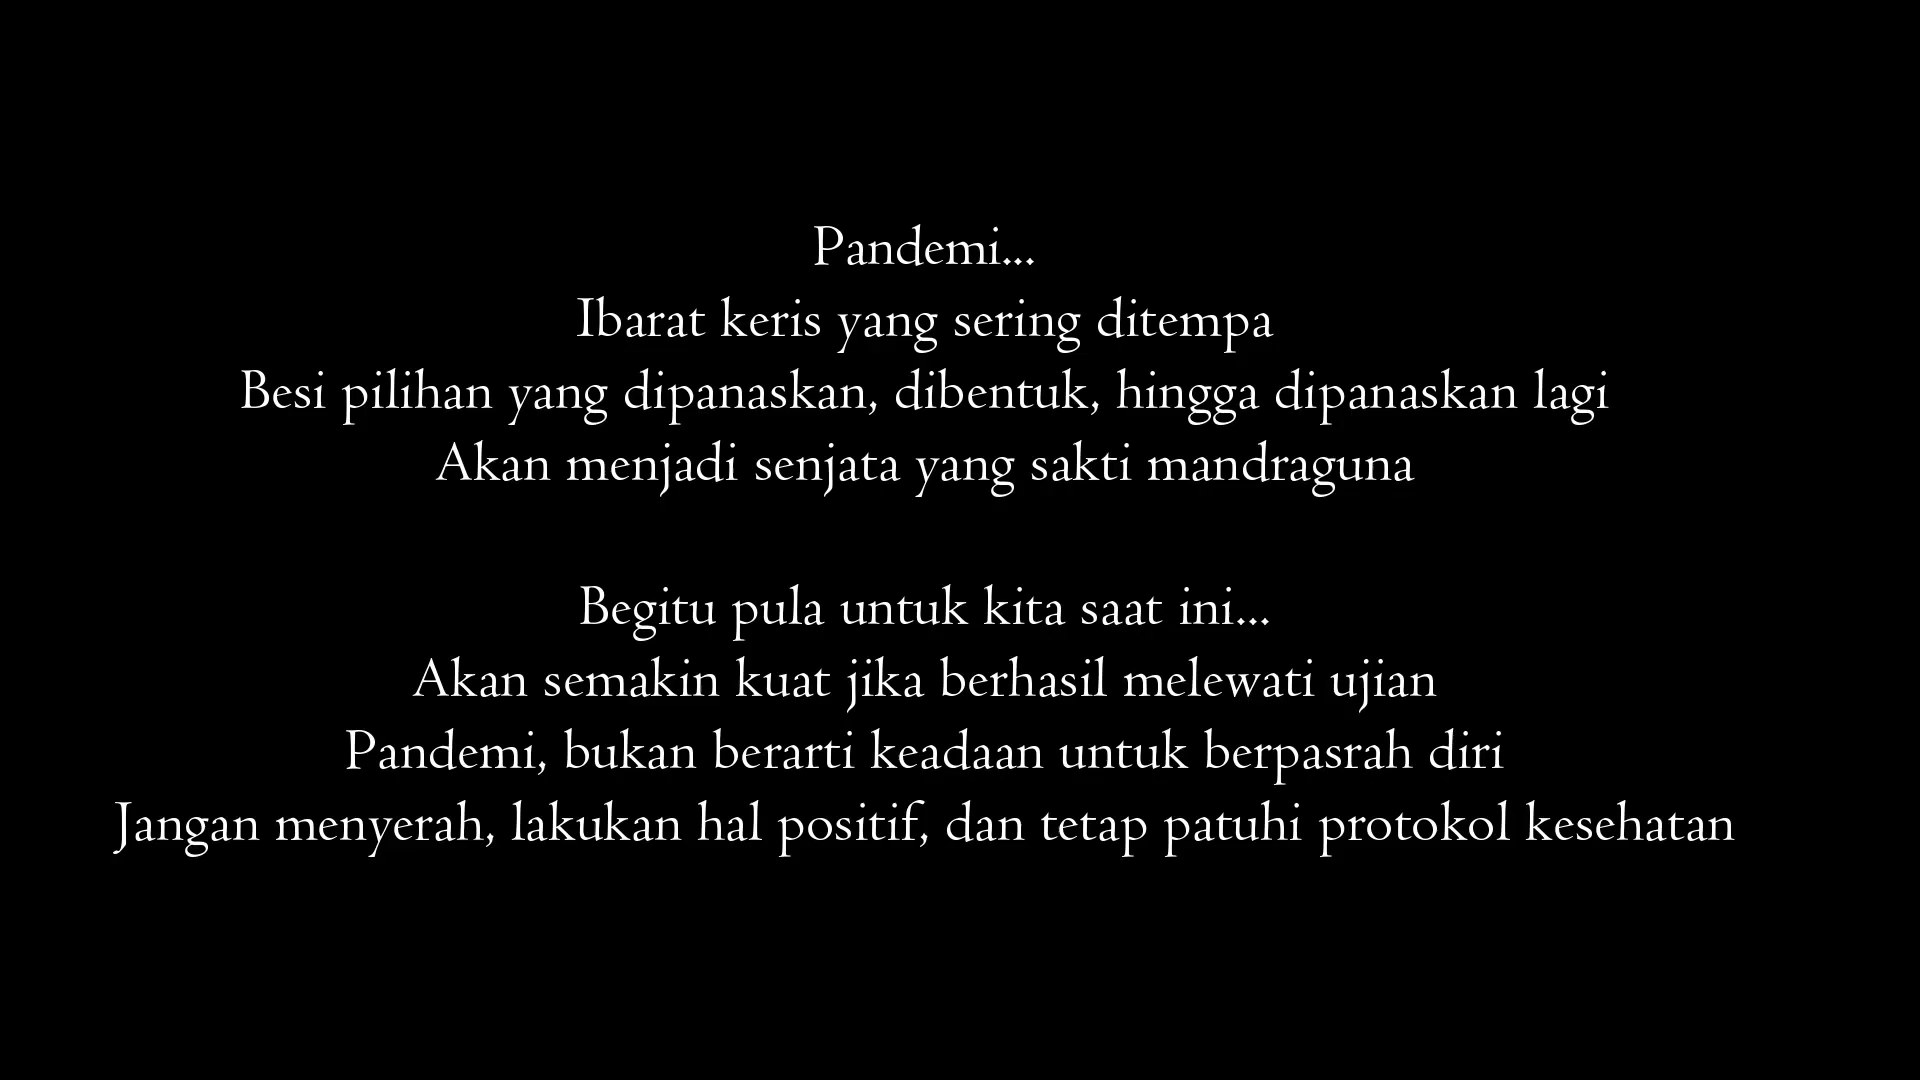 Pandemi...
Ibarat keris yang sering ditempa
Besi pilihan yang dipanaskan, dibentuk, hingga dipanaskan lagi
Akan menjadi senjata yang sakti mandraguna
Begitu pula untuk kita saat ini...
Akan semakin kuat jika berhasil melewati ujian
Pandemi, bukan berarti keadaan untuk berpasrah diri
Jangan menyerah, lakukan hal positif, dan tetap patuhi protokol kesehatan